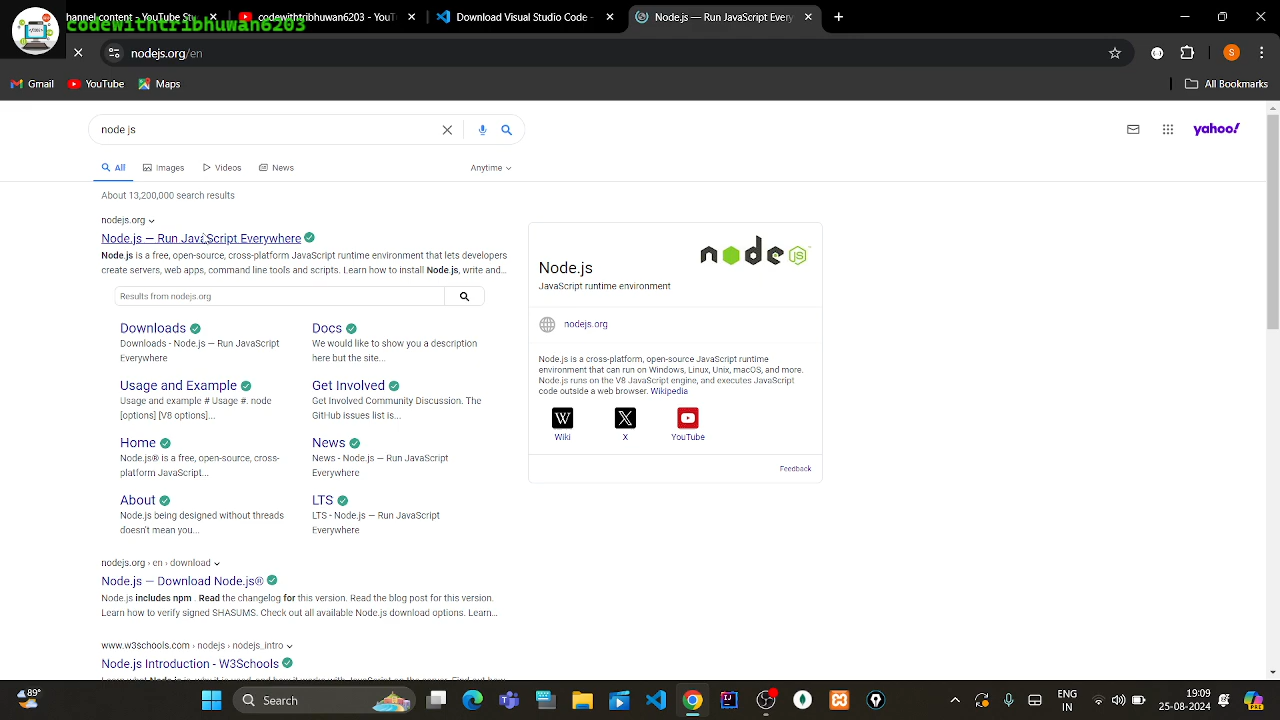 hannel content - YouTube Stu
codewithtribhuwan6203 - YouT
Download Visual Studio Code -
Node.js — Run JavaScript Every
codewithtribhuwan6203
nodejs.org/en
S
Gmail
YouTube
Maps
All Bookmarks
node js
yahoo!
All
Images
Videos
News
Anytime
About 13,200,000 search results
nodejs.org
Node.js — Run JavaScript Everywhere
Node.js is a free, open-source, cross-platform JavaScript runtime environment that lets developers
create servers, web apps, command line tools and scripts. Learn how to install Node.js, write and...
Results from nodejs.org
Downloads
Downloads - Node.js — Run JavaScript
Everywhere
Docs
We would like to show you a description
here but the site...
Usage and Example
Usage and example # Usage #. node
[options] [V8 options]...
Get Involved
Get Involved Community Discussion. The
GitHub issues list is...
Home
Node.js® is a free, open-source, cross-
platform JavaScript...
News
News - Node.js — Run JavaScript
Everywhere
About
Node.js being designed without threads
doesn't mean you...
LTS
LTS - Node.js — Run JavaScript
Everywhere
nodejs.org › en › download
Node.js — Download Node.js®
Node.js includes npm . Read the changelog for this version. Read the blog post for this version.
Learn how to verify signed SHASUMS. Check out all available Node.js download options. Learn...
www.w3schools.com › nodejs › nodejs_intro
Node.js Introduction - W3Schools
node
JS
Node.js
JavaScript runtime environment
nodejs.org
Node.js is a cross-platform, open-source JavaScript runtime
environment that can run on Windows, Linux, Unix, macOS, and more.
Node.js runs on the V8 JavaScript engine, and executes JavaScript
code outside a web browser. Wikipedia
Wiki
X
YouTube
Feedback
89°
Search
ENG
IN
19:09
25-08-2024